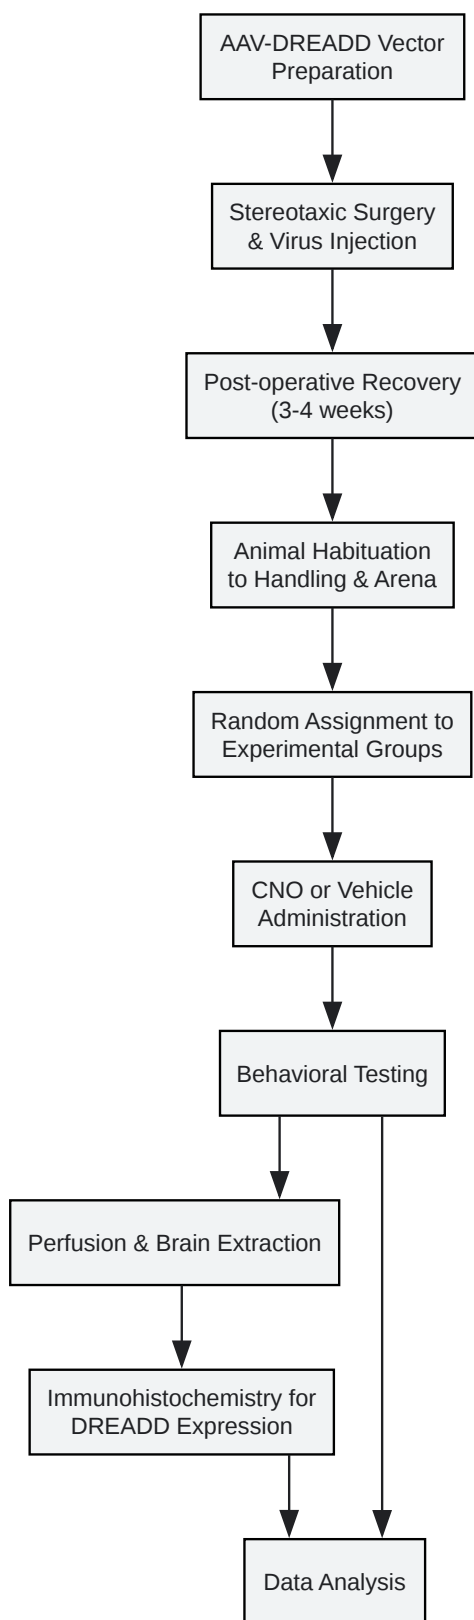 AAV-DREADD Vector
Preparation
Stereotaxic Surgery
& Virus Injection
Post-operative Recovery
(3-4 weeks)
Animal Habituation
to Handling & Arena
Random Assignment to
Experimental Groups
CNO or Vehicle
Administration
Behavioral Testing
Perfusion & Brain Extraction
Immunohistochemistry for
DREADD Expression
Data Analysis